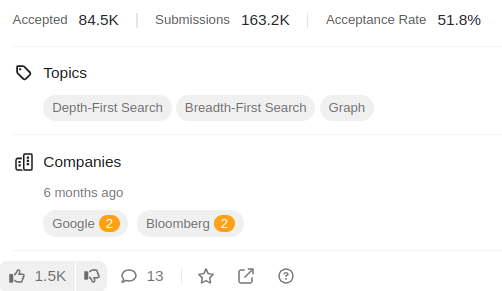 Accepted 84.5K Submissions 163.2K Acceptance Rate 51.8%
Topics
Depth-First Search Breadth-First Search Graph
Companies
6 months ago
Google 2 Bloomberg 2
1.5K 13